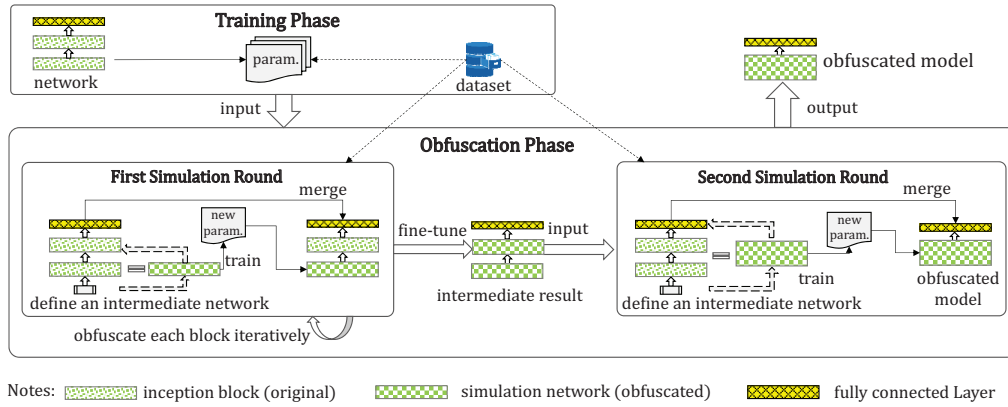 Training Phase
network
param.
dataset
obfuscated model
input
output
Obfuscation Phase
First Simulation Round
merge
new
param.
train
define an intermediate network
obfuscate each block iteratively
fine-tune
input
intermediate result
Second Simulation Round
merge
new
param.
train
define an intermediate network
obfuscated
model
Notes: inception block (original) simulation network (obfuscated) fully connected Layer